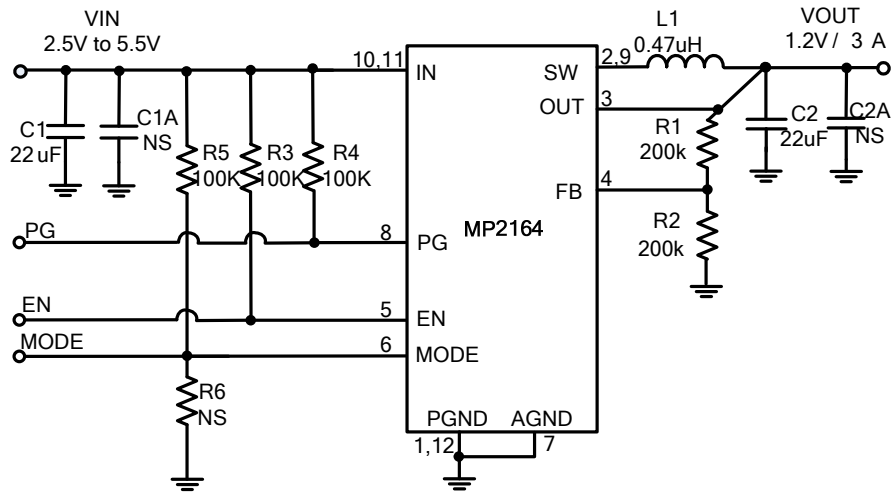 VIN
2.5V to 5.5V
L1
0.47uH
VOUT
1.2V / 3 A
10,11
IN
2,9
SW
3
OUT
C1
22uF
C1A
NS
R5
100K
R3
100K
R4
100K
R1
200k
C2
22uF
C2A
NS
4
FB
PG
8
PG
MP2164
R2
200k
EN
5
EN
MODE
6
MODE
R6
NS
PGND
AGND
1,12
7